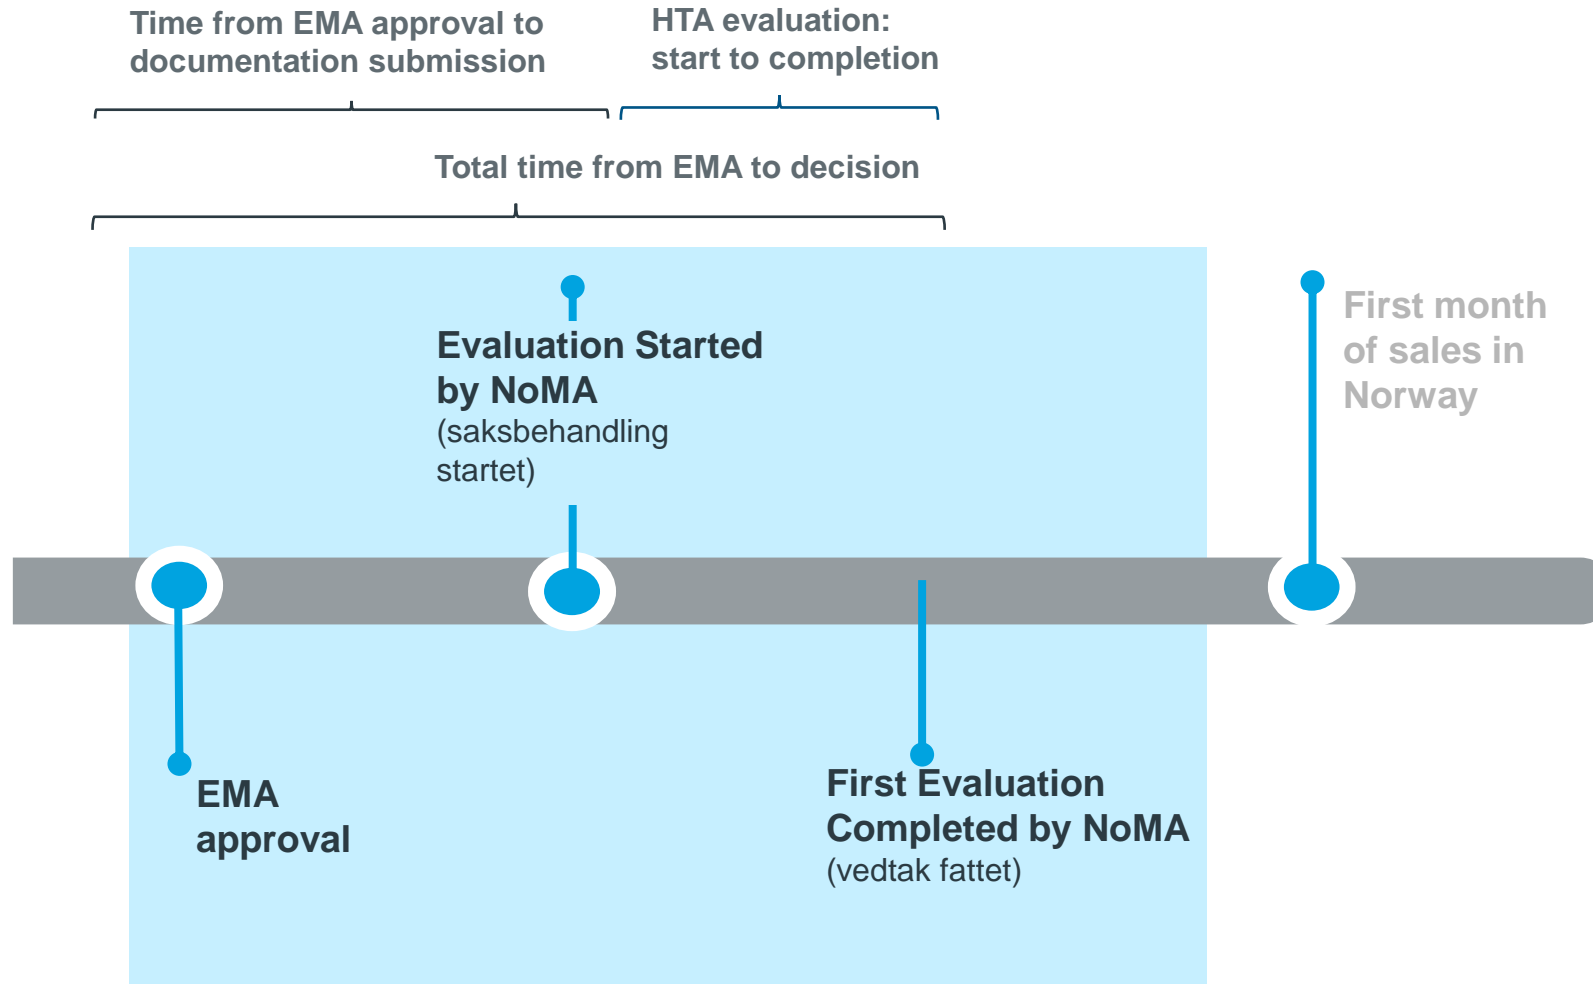 Time from EMA approval to
documentation submission
HTA evaluation:
start to completion
Total time from EMA to decision
Evaluation Started
by NoMA
(saksbehandling
startet)
First month
of sales in
Norway
EMA
approval
First Evaluation
Completed by NoMA
(vedtak fattet)